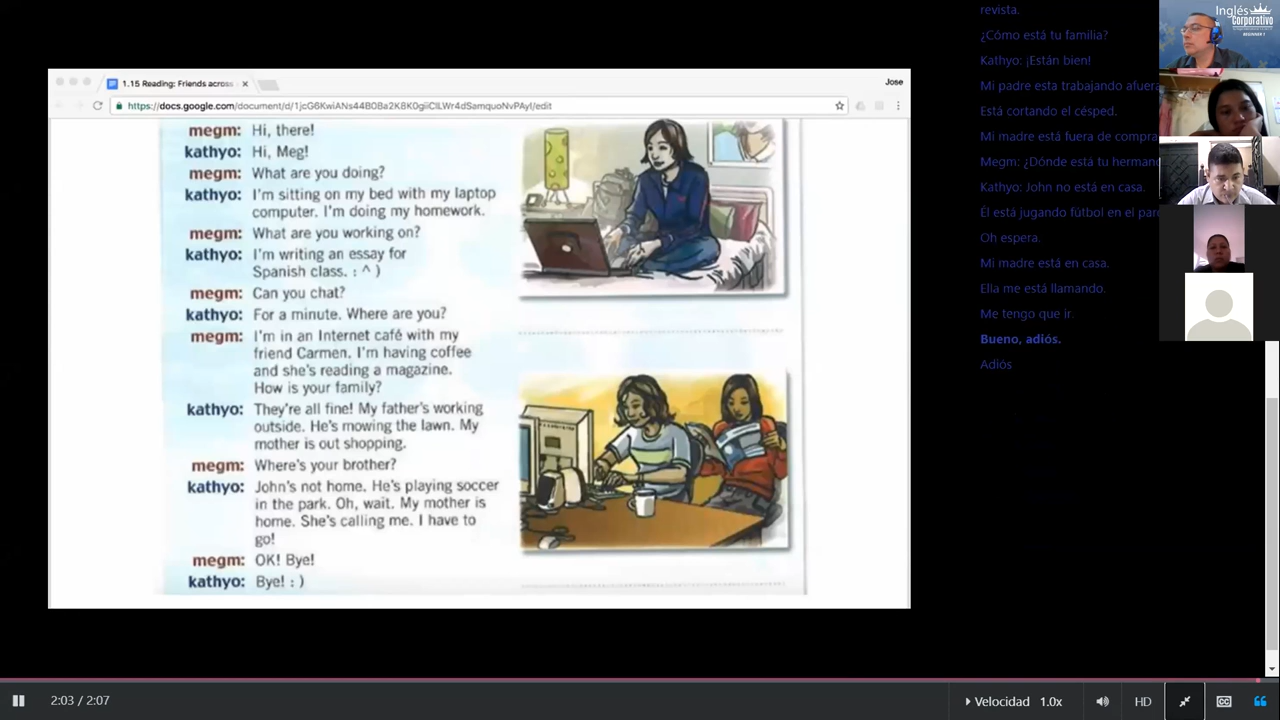 1.15 Reading: Friends across
Jose
https://docs.google.com/document/d/1jcG6KwiANs44B0Ba2K8K0giiClLWr4dSamquoNvPAyI/edit
megm: Hi, there!
kathyo: Hi, Meg!
megm: What are you doing?
kathyo: I'm sitting on my bed with my laptop
computer. I'm doing my homework.
megm: What are you working on?
kathyo: I'm writing an essay for
Spanish class. : ^ )
megm: Can you chat?
kathyo: For a minute. Where are you?
megm: I'm in an Internet café with my
friend Carmen. I'm having coffee
and she's reading a magazine.
How is your family?
kathyo: They're all fine! My father's working
outside. He's mowing the lawn. My
mother is out shopping.
megm: Where's your brother?
kathyo: John's not home. He's playing soccer
in the park. Oh, wait. My mother is
home. She's calling me. I have to
go!
megm: OK! Bye!
kathyo: Bye! : )
revista.
¿Cómo está tu familia?
Kathyo: ¡Están bien!
Mi padre esta trabajando afuera
Está cortando el césped.
Mi madre está fuera de compra
Megm: ¿Dónde está tu herman
Kathyo: John no está en casa.
Él está jugando fútbol en el par
Oh espera.
Mi madre está en casa.
Ella me está llamando.
Me tengo que ir.
Bueno, adiós.
Adiós
Inglés
Corporativo
BEGINNER 1
2:03 / 2:07
Velocidad 1.0x
HD
CC